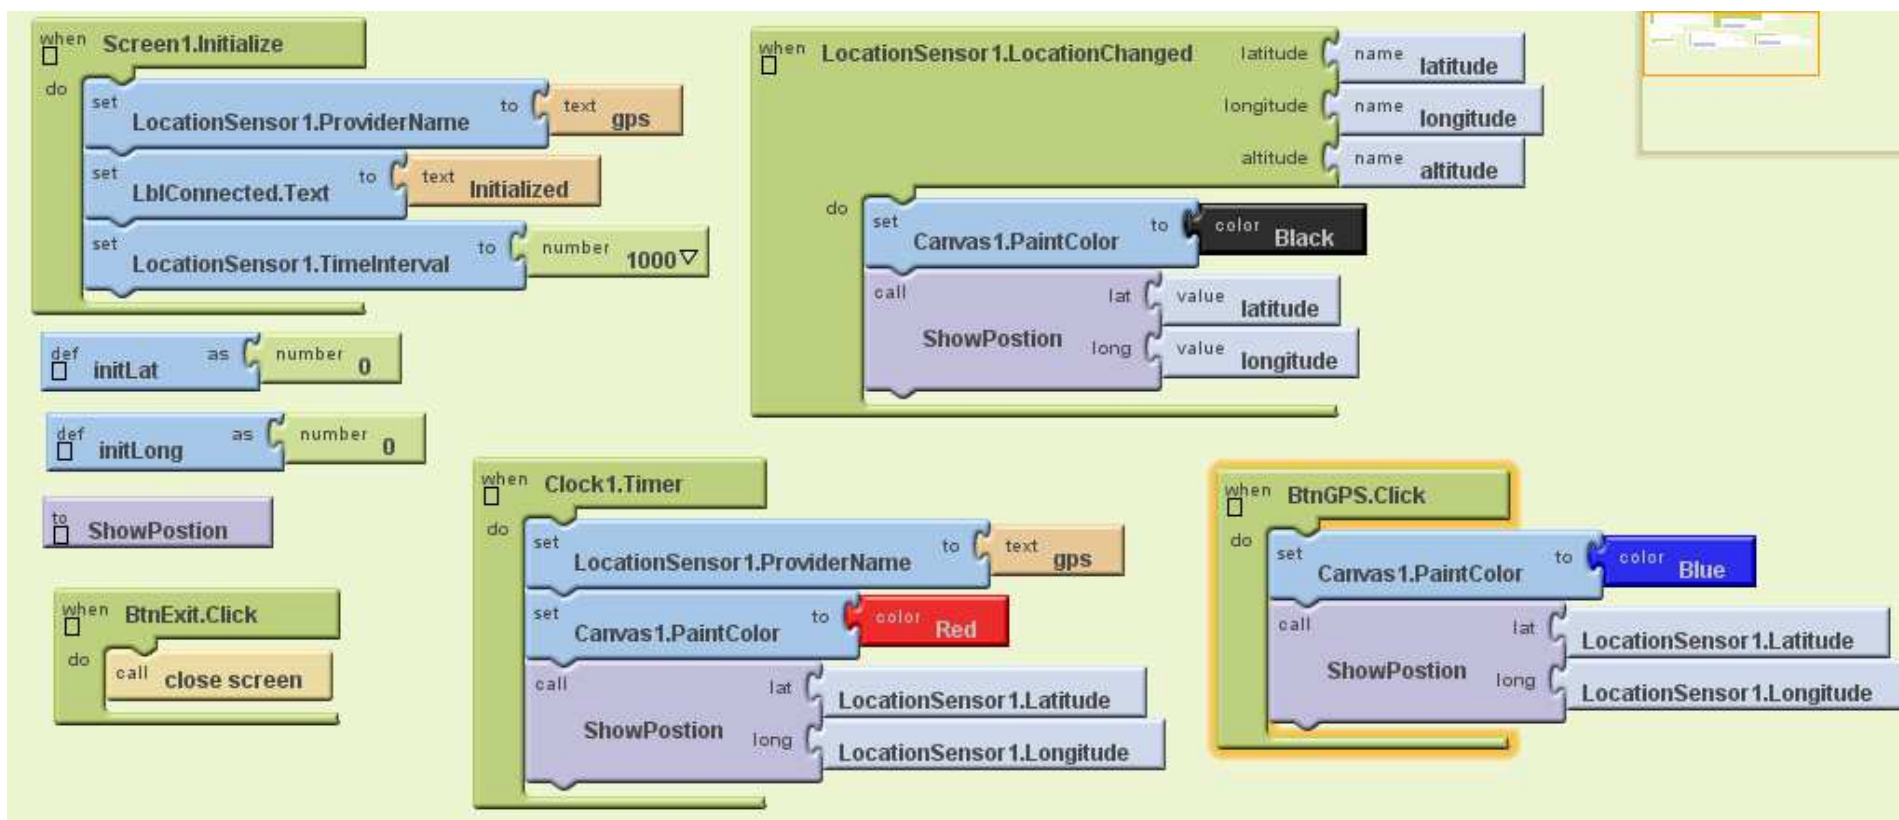 when Screen1.Initialize
do
set LocationSensor1.ProviderName to text gps
set LblConnected.Text to text Initialized
set LocationSensor1.TimeInterval to number 1000
def initLat as number 0
def initLong as number 0
to ShowPostion
when BtnExit.Click
do
call close screen
when LocationSensor1.LocationChanged latitude name latitude
longitude name longitude
altitude name altitude
do
set Canvas1.PaintColor to color Black
call ShowPostion lat value latitude
long value longitude
when Clock1.Timer
do
set LocationSensor1.ProviderName to text gps
set Canvas1.PaintColor to color Red
call ShowPostion lat LocationSensor1.Latitude
long LocationSensor1.Longitude
when BtnGPS.Click
do
set Canvas1.PaintColor to color Blue
call ShowPostion lat LocationSensor1.Latitude
long LocationSensor1.Longitude